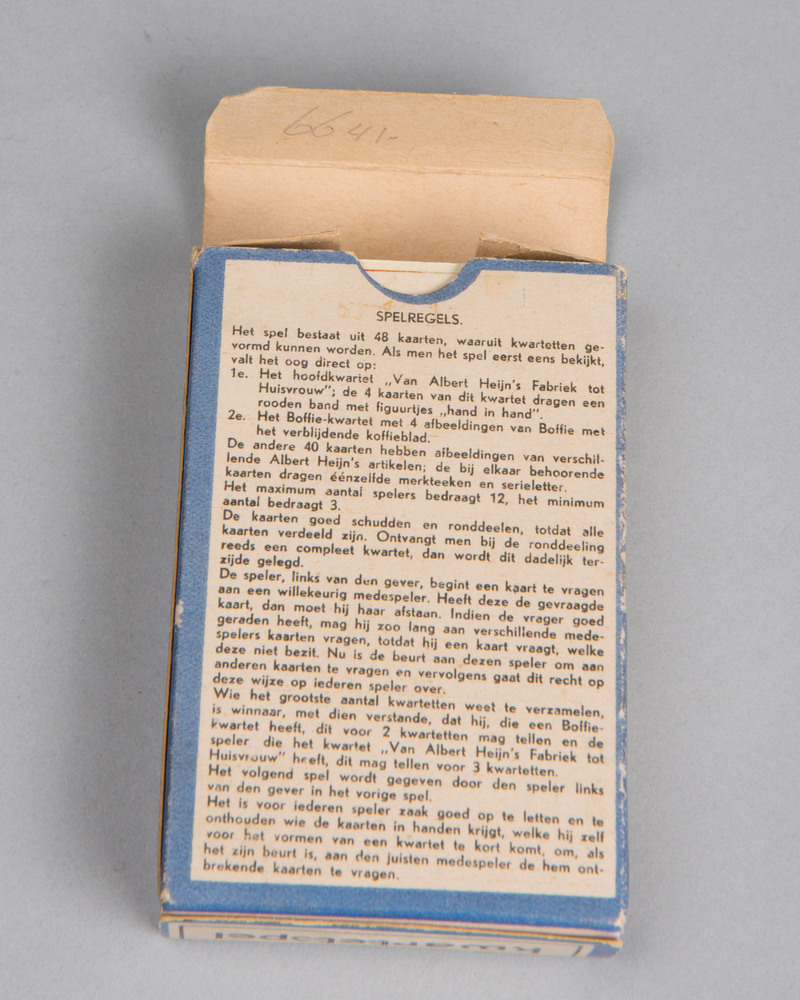 66 41.
SPELREGELS.
Het spel bestaat uit 48 kaarten, waaruit kwartetten ge-
vormd kunnen worden. Als men het spel eerst eens bekijkt,
valt het oog direct op:
1e. Het hoofdkwartet „Van Albert Heijn's Fabriek tot
Huisvrouw"; de 4 kaarten van dit kwartet dragen een
rooden band met figuurtjes „hand in hand".
2e. Het Boffie-kwartet met 4 afbeeldingen van Boffie met
het verblijdende koffieblad.
De andere 40 kaarten hebben afbeeldingen van verschil-
lende Albert Heijn's artikelen; de bij elkaar behoorende
kaarten dragen éénzelfde merkteeken en serieletter.
Het maximum aantal spelers bedraagt 12, het minimum
aantal bedraagt 3.
De kaarten goed schudden en ronddeelen, totdat alle
kaarten verdeeld zijn. Ontvangt men bij de ronddeeling
reeds een compleet kwartet, dan wordt dit dadelijk ter-
zijde gelegd.
De speler, links van den gever, begint een kaart te vragen
aan een willekeurig medespeler. Heeft deze de gevraagde
kaart, dan moet hij haar afstaan. Indien de vrager goed
geraden heeft, mag hij zoo lang aan verschillende mede-
spelers kaarten vragen, totdat hij een kaart vraagt, welke
deze niet bezit. Nu is de beurt aan dezen speler om aan
anderen kaarten te vragen en vervolgens gaat dit recht op
deze wijze op iederen speler over.
Wie het grootste aantal kwartetten weet te verzamelen,
is winnaar, met dien verstande, dat hij, die een Boffie-
kwartet heeft, dit voor 2 kwartetten mag tellen en de
speler die het kwartet „Van Albert Heijn's Fabriek tot
Huisvrouw" heeft, dit mag tellen voor 3 kwartetten.
Het volgend spel wordt gegeven door den speler links
van den gever in het vorige spel.
Het is voor iederen speler zaak goed op te letten en te
onthouden wie de kaarten in handen krijgt, welke hij zelf
voor het vormen van een kwartet te kort komt, om, als
het zijn beurt is, aan den juisten medespeler de hem ont-
brekende kaarten te vragen.
Kwartetspel